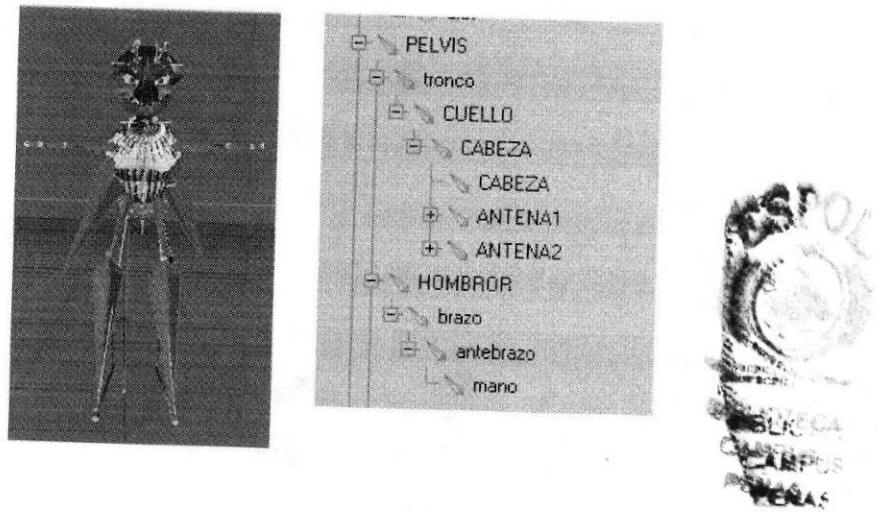 PELVIS
tronco
CUELLO
CABEZA
CABEZA
ANTENA1
ANTENA2
HOMBROR
brazo
antebrazo
mano
ESPOL
BIBLIOTECA
CAMPUS
PEÑAS